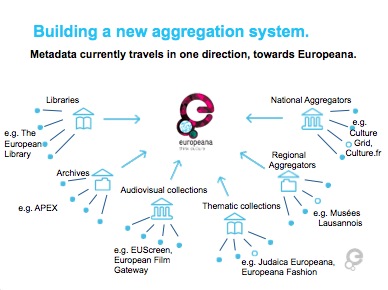 Building a new aggregation system.
Metadata currently travels in one direction, towards Europeana.
Libraries
e.g. The
European
Library
National Aggregators
e.g.
Culture
Grid,
Culture.fr
europeana
think culture
Archives
e.g. APEX
Regional
Aggregators
e.g. Musées
Lausannois
Audiovisual collections
e.g. EUScreen,
European Film
Gateway
Thematic collections
e.g. Judaica Europeana,
Europeana Fashion